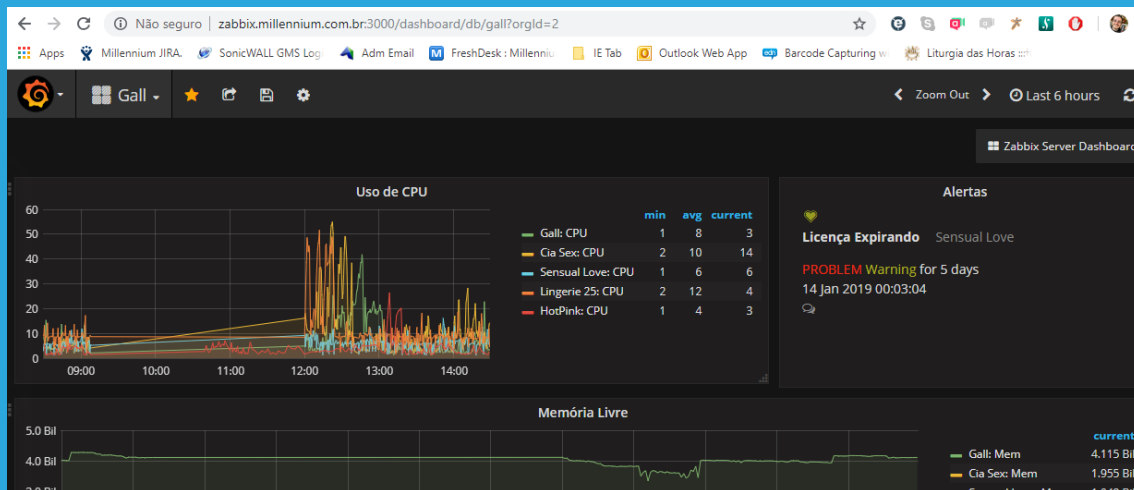 Não seguro | zabbix.millennium.com.br:3000/dashboard/db/gall?orgId=2
Apps Millennium JIRA. SonicWALL GMS Log Adm Email FreshDesk : Millenniu IE Tab Outlook Web App Barcode Capturing w Liturgia das Horas ::
Gall Zoom Out Last 6 hours
Zabbix Server Dashboard
Uso de CPU
60
50
40
30
20
10
0
09:00 10:00 11:00 12:00 13:00 14:00
min avg current
Gall: CPU 1 8 3
Cia Sex: CPU 2 10 14
Sensual Love: CPU 1 6 6
Lingerie 25: CPU 2 12 4
HotPink: CPU 1 4 3
Alertas
Licença Expirando Sensual Love
PROBLEM Warning for 5 days
14 Jan 2019 00:03:04
Memória Livre
5.0 Bil
4.0 Bil
current
Gall: Mem 4.115 Bil
Cia Sex: Mem 1.955 Bil